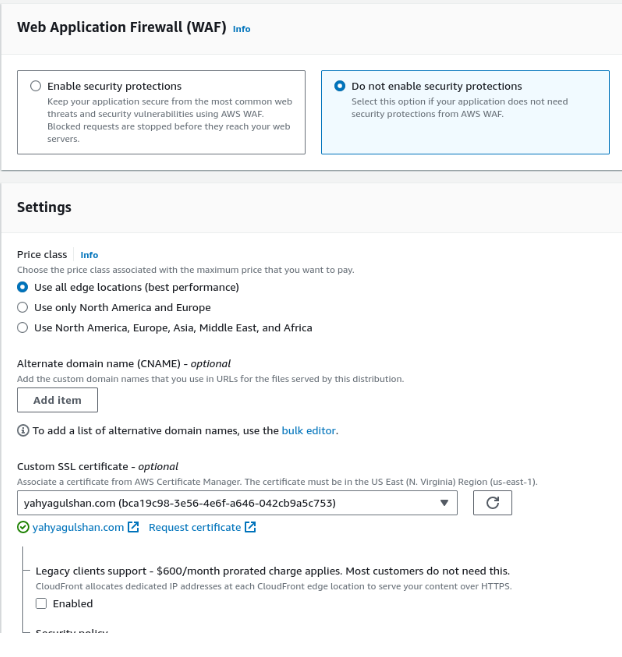 Web Application Firewall (WAF) Info
Enable security protections
Keep your application secure from the most common web
threats and security vulnerabilities using AWS WAF.
Blocked requests are stopped before they reach your web
servers.
Do not enable security protections
Select this option if your application does not need
security protections from AWS WAF.
Settings
Price class Info
Choose the price class associated with the maximum price that you want to pay.
Use all edge locations (best performance)
Use only North America and Europe
Use North America, Europe, Asia, Middle East, and Africa
Alternate domain name (CNAME) - optional
Add the custom domain names that you use in URLs for the files served by this distribution.
Add item
To add a list of alternative domain names, use the bulk editor.
Custom SSL certificate - optional
Associate a certificate from AWS Certificate Manager. The certificate must be in the US East (N. Virginia) Region (us-east-1).
yahyagulshan.com (bca19c98-3e56-4e6f-a646-042cb9a5c753)
yahyagulshan.com Request certificate
Legacy clients support - $600/month prorated charge applies. Most customers do not need this.
CloudFront allocates dedicated IP addresses at each CloudFront edge location to serve your content over HTTPS.
Enabled
Security policy